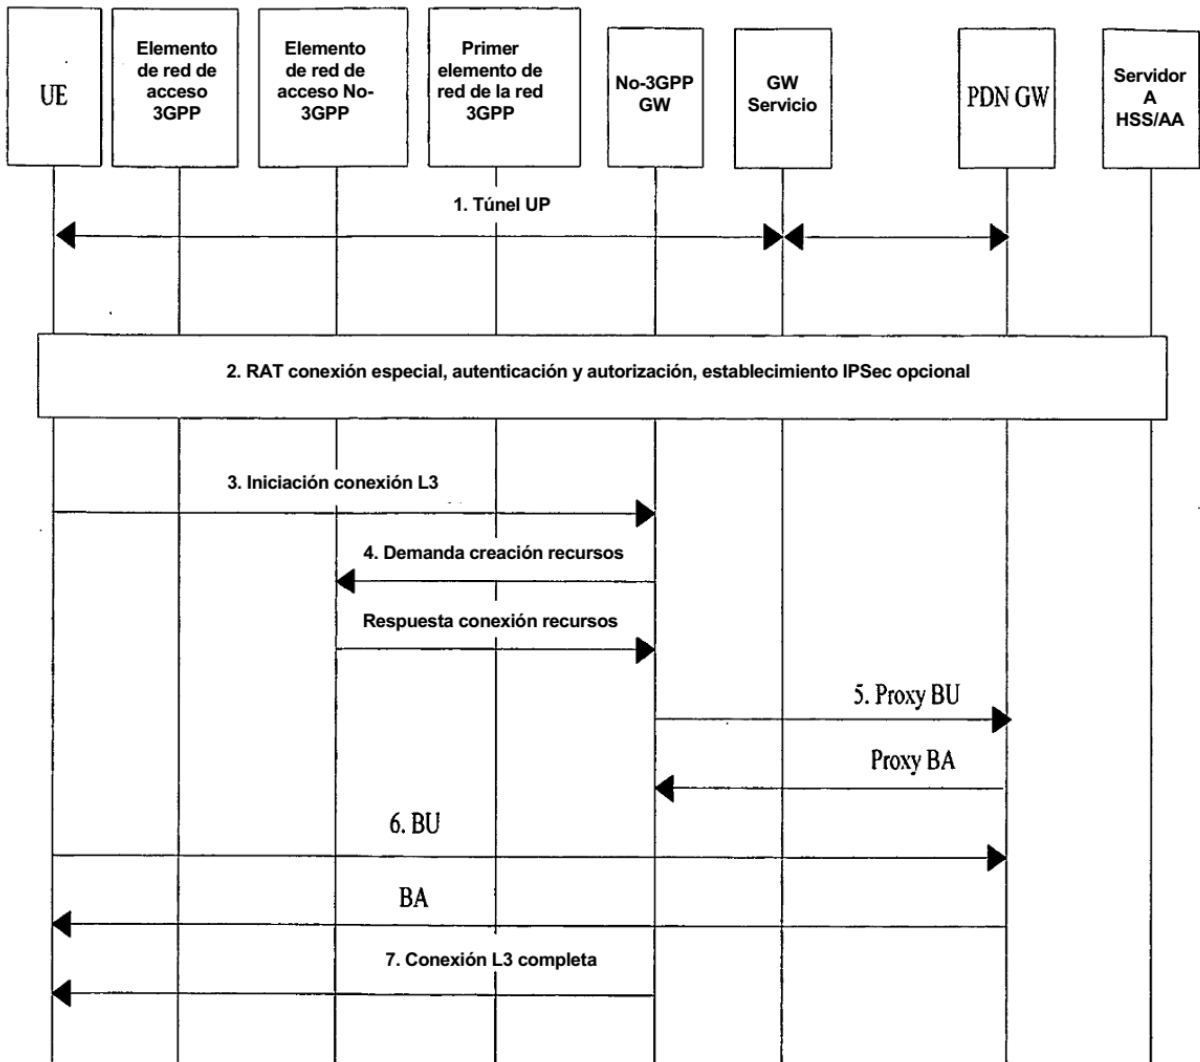 UE
Elemento
de red de
acceso
3GPP
Elemento
de red de
acceso No-
3GPP
Primer
elemento de
red de la red
3GPP
No-3GPP
GW
GW
Servicio
PDN GW
Servidor
A
HSS/AA
1. Túnel UP
2. RAT conexión especial, autenticación y autorización, establecimiento IPSec opcional
3. Iniciación conexión L3
4. Demanda creación recursos
Respuesta conexión recursos
5. Proxy BU
Proxy BA
6. BU
BA
7. Conexión L3 completa